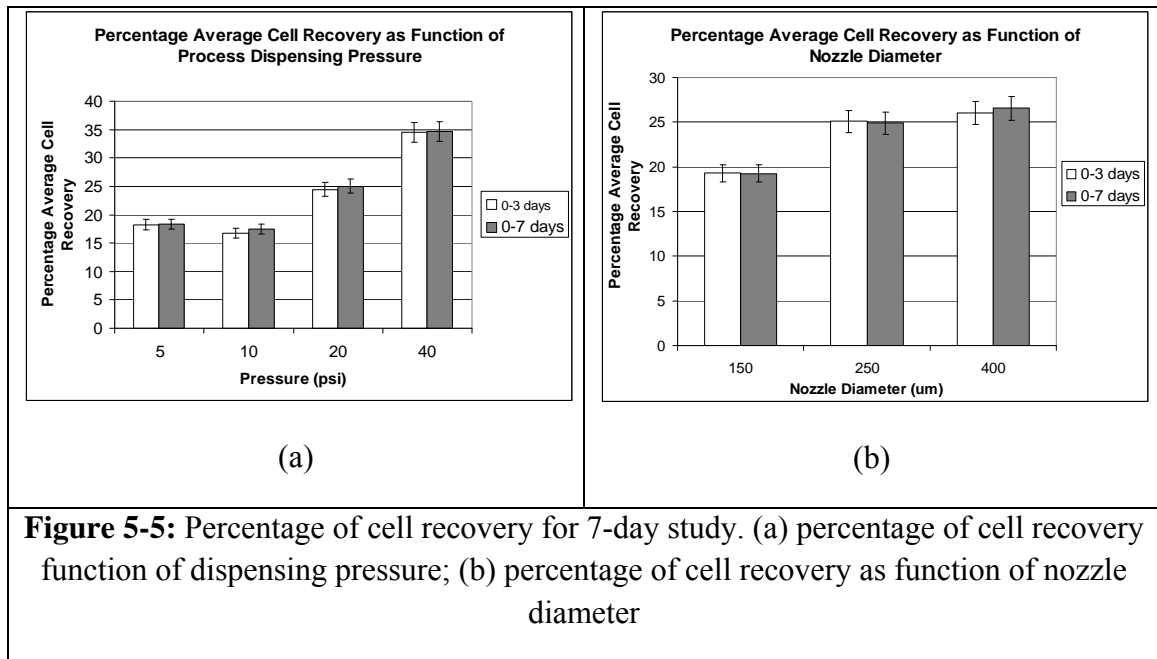 Percentage Average Cell Recovery as Function of
Process Dispensing Pressure
Percentage Average Cell
Recovery
40
35
30
25
20
15
10
5
0
5 10 20 40
Pressure (psi)
0-3 days
0-7 days
(a)
Percentage Average Cell Recovery as Function of
Nozzle Diameter
Percentage Average Cell
Recovery
30
25
20
15
10
5
0
150 250 400
Nozzle Diameter (um)
0-3 days
0-7 days
(b)
Figure 5-5: Percentage of cell recovery for 7-day study. (a) percentage of cell recovery
function of dispensing pressure; (b) percentage of cell recovery as function of nozzle
diameter